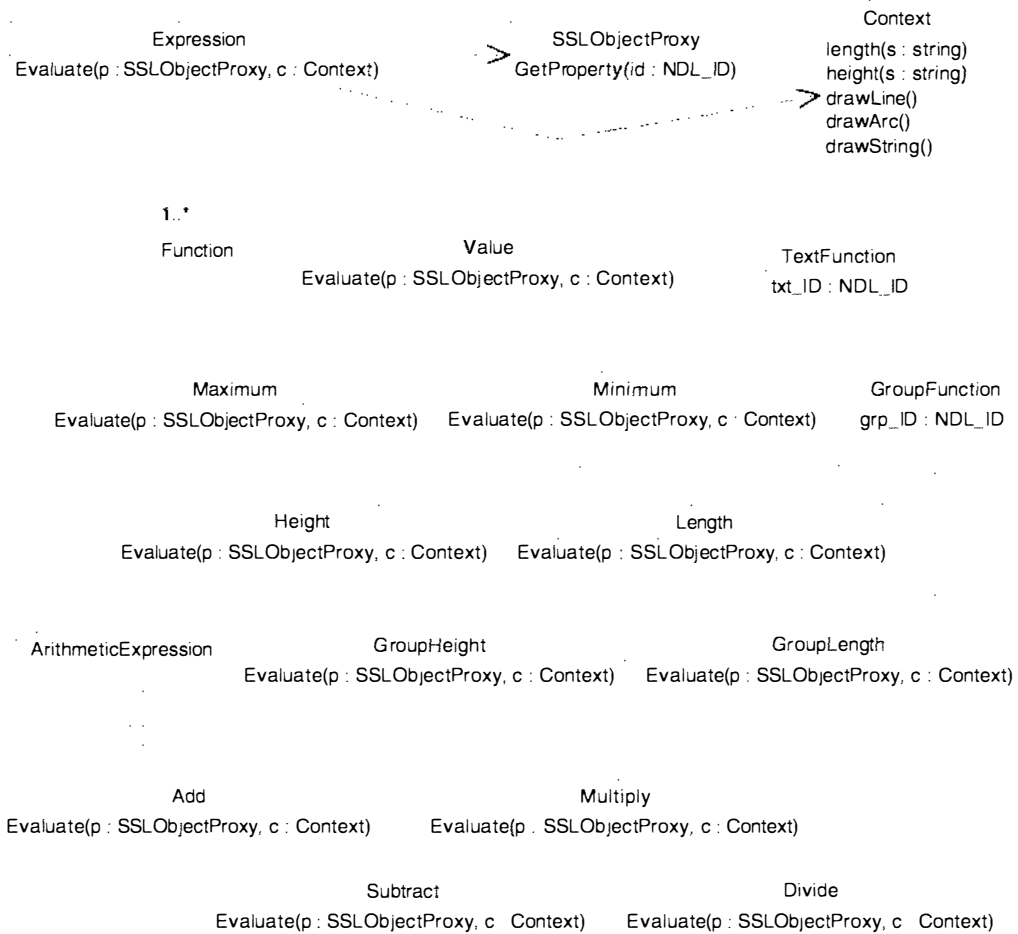 Context
Expression
SSLObjectProxy
length(s : string)
Evaluate(p : SSLObjectProxy, c : Context)
GetProperty(id : NDL_ID)
height(s : string)
drawLine()
drawArc()
drawString()
1..*
Function
Value
TextFunction
Evaluate(p : SSLObjectProxy, c : Context)
txt_ID : NDL_ID
Maximum
Minimum
GroupFunction
Evaluate(p : SSLObjectProxy, c : Context)
Evaluate(p : SSLObjectProxy, c : Context)
grp_ID : NDL_ID
Height
Length
Evaluate(p : SSLObjectProxy, c : Context)
Evaluate(p : SSLObjectProxy, c : Context)
ArithmeticExpression
GroupHeight
GroupLength
Evaluate(p : SSLObjectProxy, c : Context)
Evaluate(p : SSLObjectProxy, c : Context)
Add
Multiply
Evaluate(p : SSLObjectProxy, c : Context)
Evaluate(p . SSLObjectProxy, c : Context)
Subtract
Divide
Evaluate(p : SSLObjectProxy, c Context)
Evaluate(p : SSLObjectProxy, c Context)